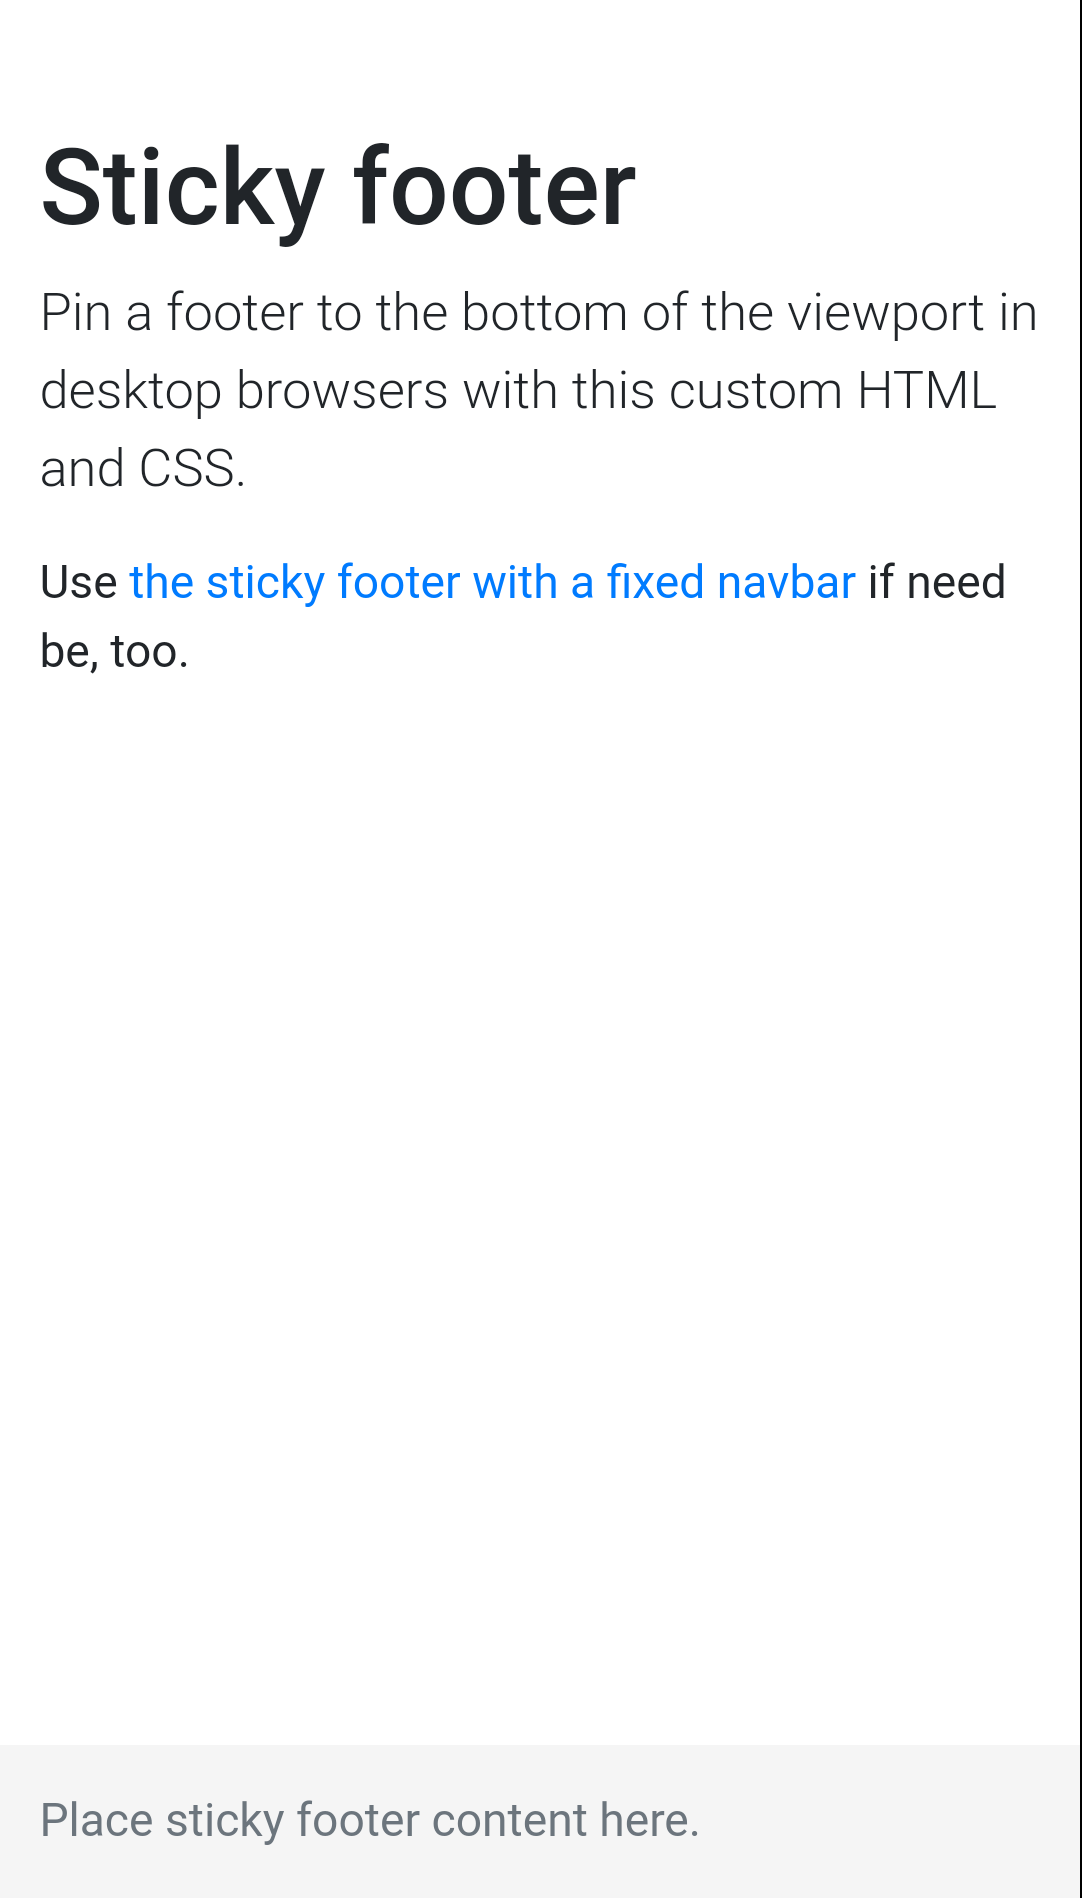 Sticky footer
Pin a footer to the bottom of the viewport in
desktop browsers with this custom HTML
and CSS.
Use the sticky footer with a fixed navbar if need
be, too.
Place sticky footer content here.